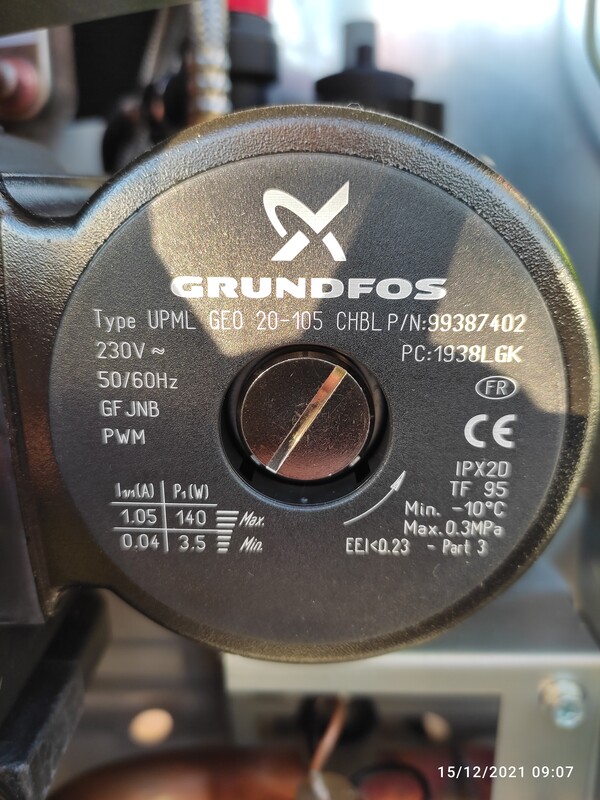 GRUNDFOS
Type UPML GEO 20-105 CHBL P/N:99387402
230V ≈ PC:1938LGK
50/60Hz
FR
GFJNB
CE
PWM
IPX2D
TF 95
Min. -10°C
Max. 0.3MPa
EEI<0.23 - Part 3
I1/1(A) P1(W)
1.05 140 Max.
0.04 3.5 Min.
15/12/2021 09:07